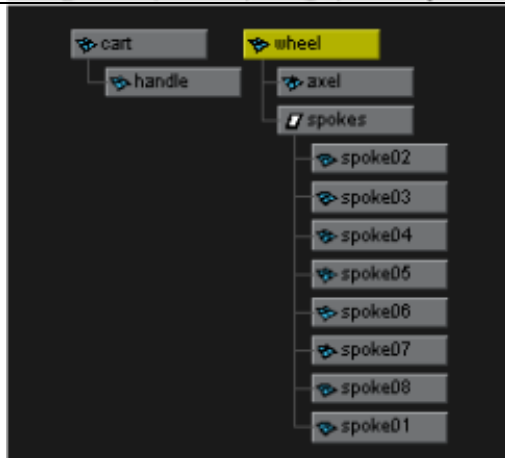 cart wheel
handle axel
spokes
spoke02
spoke03
spoke04
spoke05
spoke06
spoke07
spoke08
spoke01